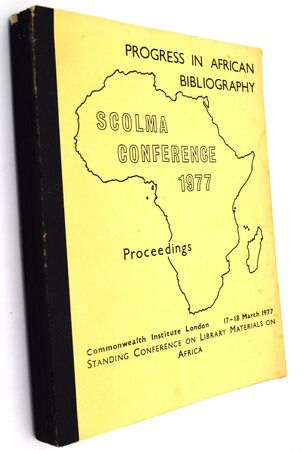 PROGRESS IN AFRICAN
BIBLIOGRAPHY
SCOLMA
CONFERENCE
1977
Proceedings
Commonwealth Institute London 17-18 March 1977
STANDING CONFERENCE ON LIBRARY MATERIALS ON
AFRICA